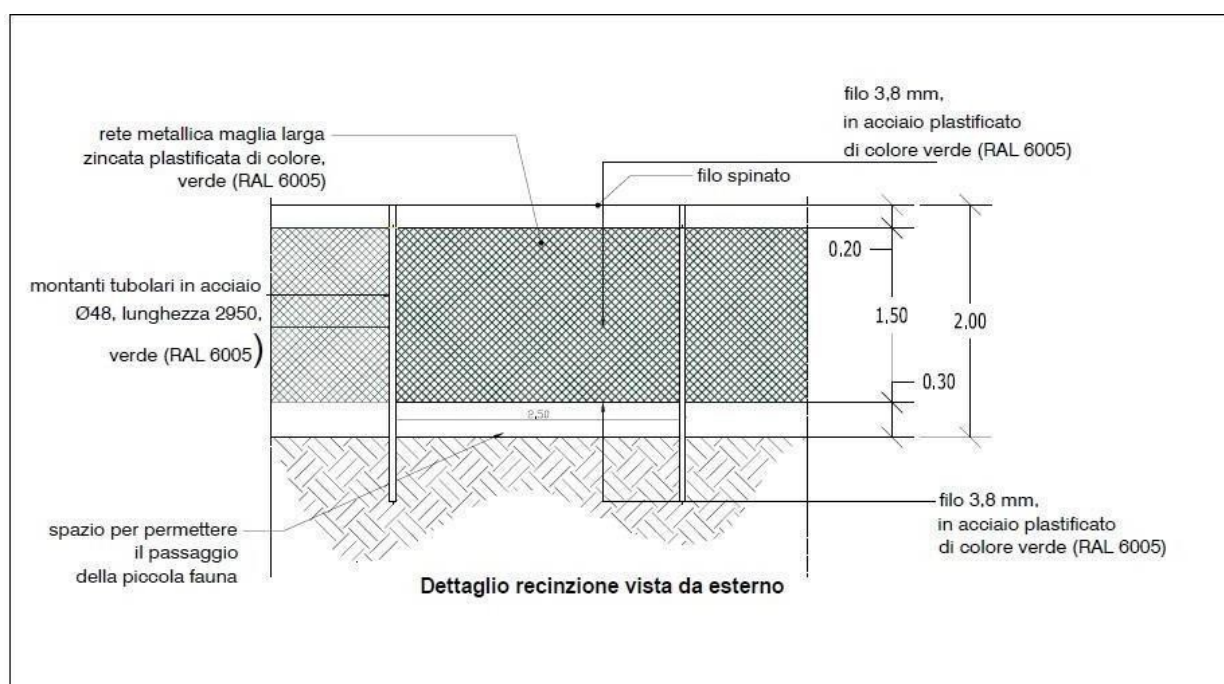 filo 3,8 mm,
in acciaio plastificato
di colore verde (RAL 6005)
rete metallica maglia larga
zincata plastificata di colore,
verde (RAL 6005)
filo spinato
0.20
montanti tubolari in acciaio
Ø48, lunghezza 2950,
verde (RAL 6005)
1,50
2,00
0.30
2,50
filo 3,8 mm,
in acciaio plastificato
di colore verde (RAL 6005)
spazio per permettere
il passaggio
della piccola fauna
Dettaglio recinzione vista da esterno